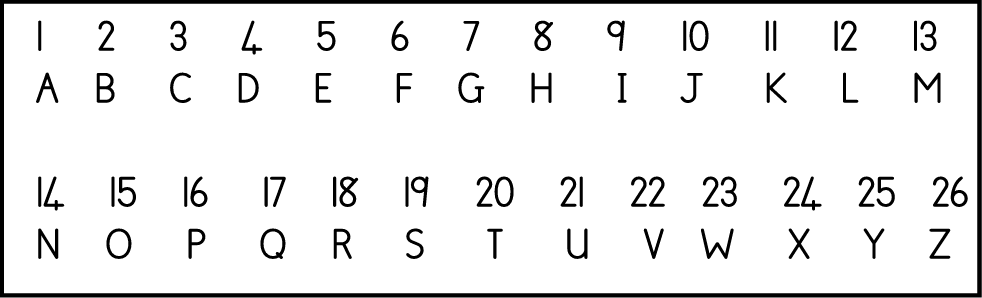 1 2 3 4 5 6 7 8 9 10 11 12 13
A B C D E F G H I J K L M
14 15 16 17 18 19 20 21 22 23 24 25 26
N O P Q R S T U V W X Y Z